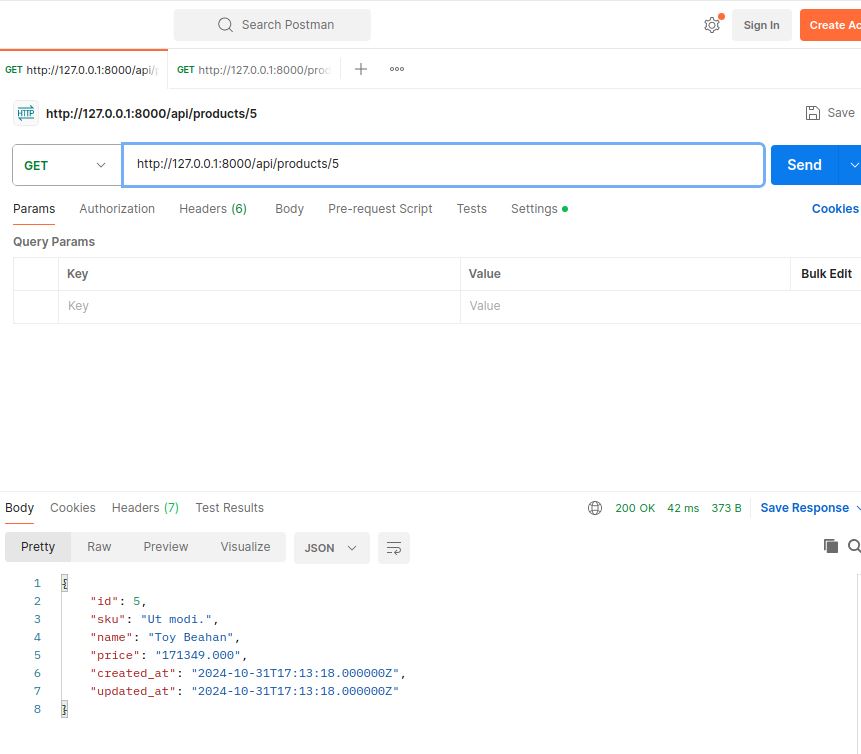 Search Postman
Sign In
Create Ac
GET http://127.0.0.1:8000/api/p
GET http://127.0.0.1:8000/prod
HTTP http://127.0.0.1:8000/api/products/5
Save
GET http://127.0.0.1:8000/api/products/5 Send
Params Authorization Headers (6) Body Pre-request Script Tests Settings Cookies
Query Params
Key Value Bulk Edit
Key Value
Body Cookies Headers (7) Test Results 200 OK 42 ms 373 B Save Response
Pretty Raw Preview Visualize JSON
1 {
2 "id": 5,
3 "sku": "Ut modi.",
4 "name": "Toy Beahan",
5 "price": "171349.000",
6 "created_at": "2024-10-31T17:13:18.000000Z",
7 "updated_at": "2024-10-31T17:13:18.000000Z"
8 }